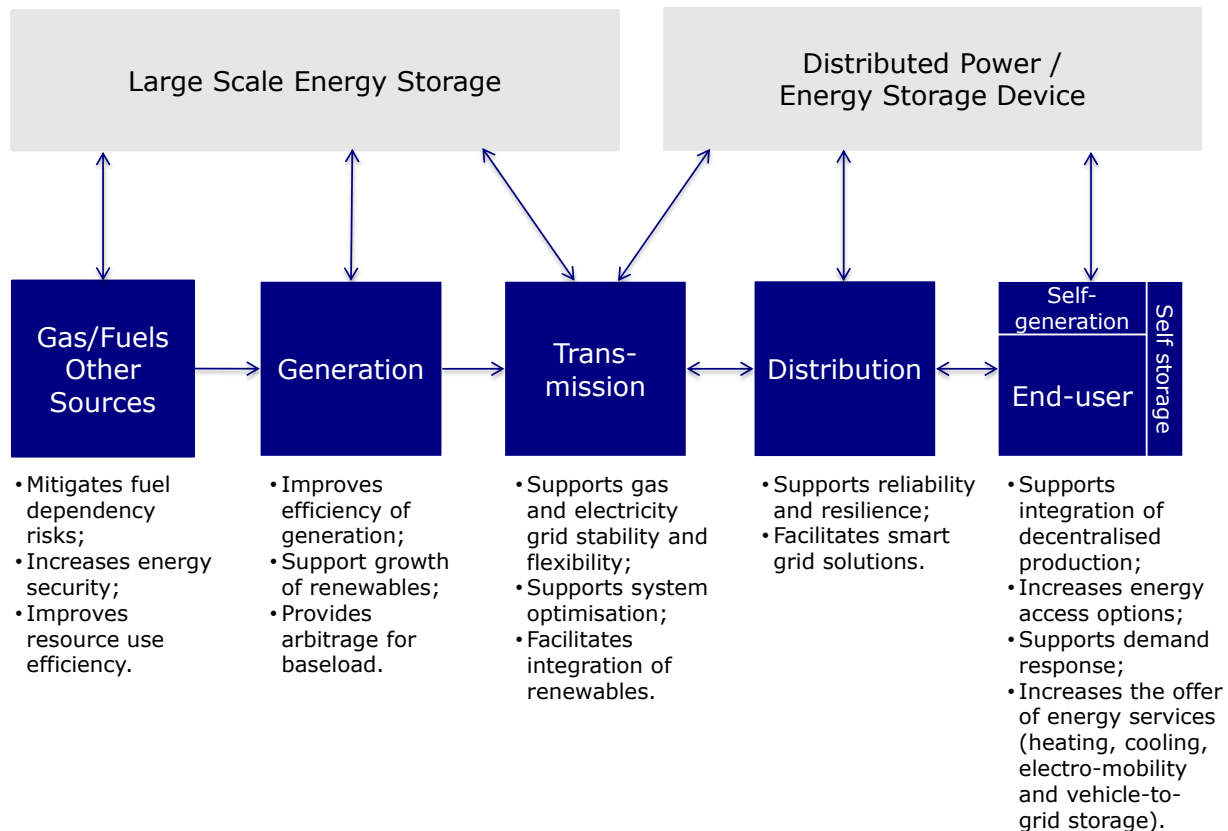 Large Scale Energy Storage
Distributed Power /
Energy Storage Device
Gas/Fuels
Other
Sources
Generation
Trans-
mission
Distribution
Self-
generation
End-user
Self storage
• Mitigates fuel
dependency
risks;
• Increases energy
security;
• Improves
resource use
efficiency.
• Improves
efficiency of
generation;
• Support growth
of renewables;
• Provides
arbitrage for
baseload.
• Supports gas
and electricity
grid stability and
flexibility;
• Supports system
optimisation;
• Facilitates
integration of
renewables.
• Supports reliability
and resilience;
• Facilitates smart
grid solutions.
• Supports
integration of
decentralised
production;
• Increases energy
access options;
• Supports demand
response;
• Increases the offer
of energy services
(heating, cooling,
electro-mobility
and vehicle-to-
grid storage).